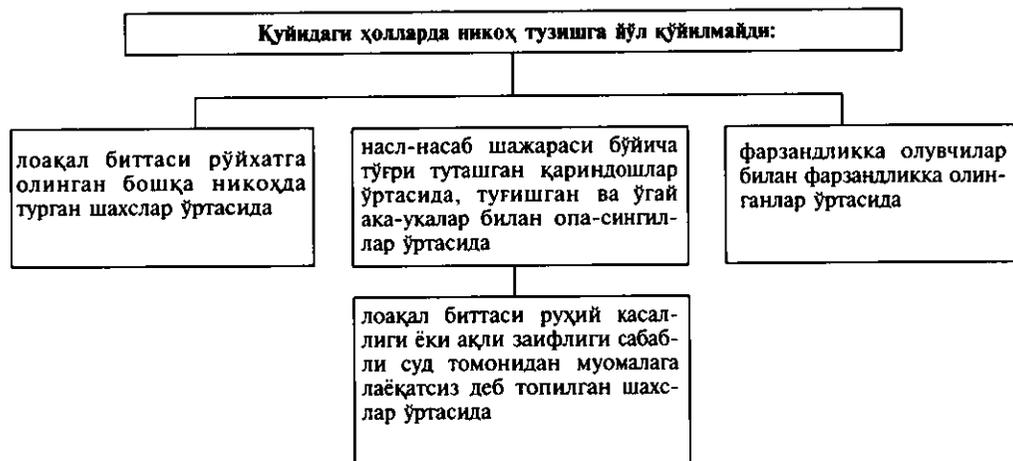 Қуйидаги ҳолларда никоҳ тузишга йўл қўйилмайди:
лоақал биттаси рўйхатга
олинган бошқа никоҳда
турган шахслар ўртасида
насл-насаб шажараси бўйича
тўғри туташган қариндошлар
ўртасида, туғишган ва ўгай
ака-укалар билан опа-сингил-
лар ўртасида
фарзандликка олувчилар
билан фарзандликка олин-
ганлар ўртасида
лоақал биттаси руҳий касал-
лиги ёки ақли заифлиги сабаб-
ли суд томонидан муомалага
лаёқатсиз деб топилган шахс-
лар ўртасида